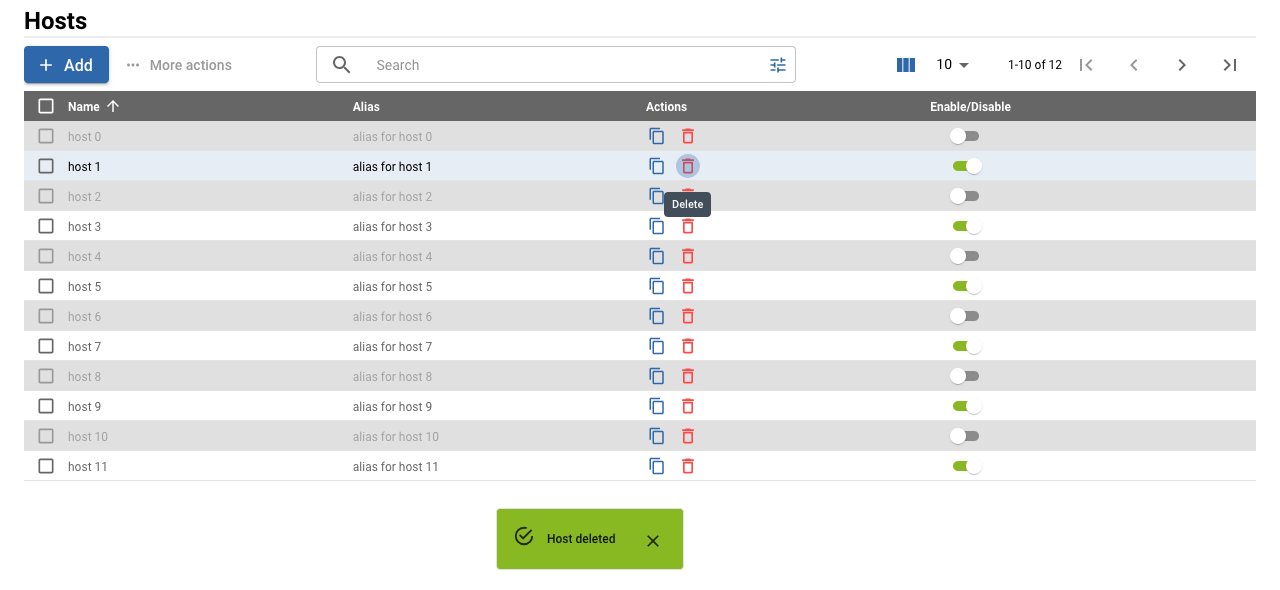 Hosts
Add
More actions
Search
10
1-10 of 12
Name Alias Actions Enable/Disable
host 0 alias for host 0
host 1 alias for host 1
host 2 alias for host 2
Delete
host 3 alias for host 3
host 4 alias for host 4
host 5 alias for host 5
host 6 alias for host 6
host 7 alias for host 7
host 8 alias for host 8
host 9 alias for host 9
host 10 alias for host 10
host 11 alias for host 11
Host deleted